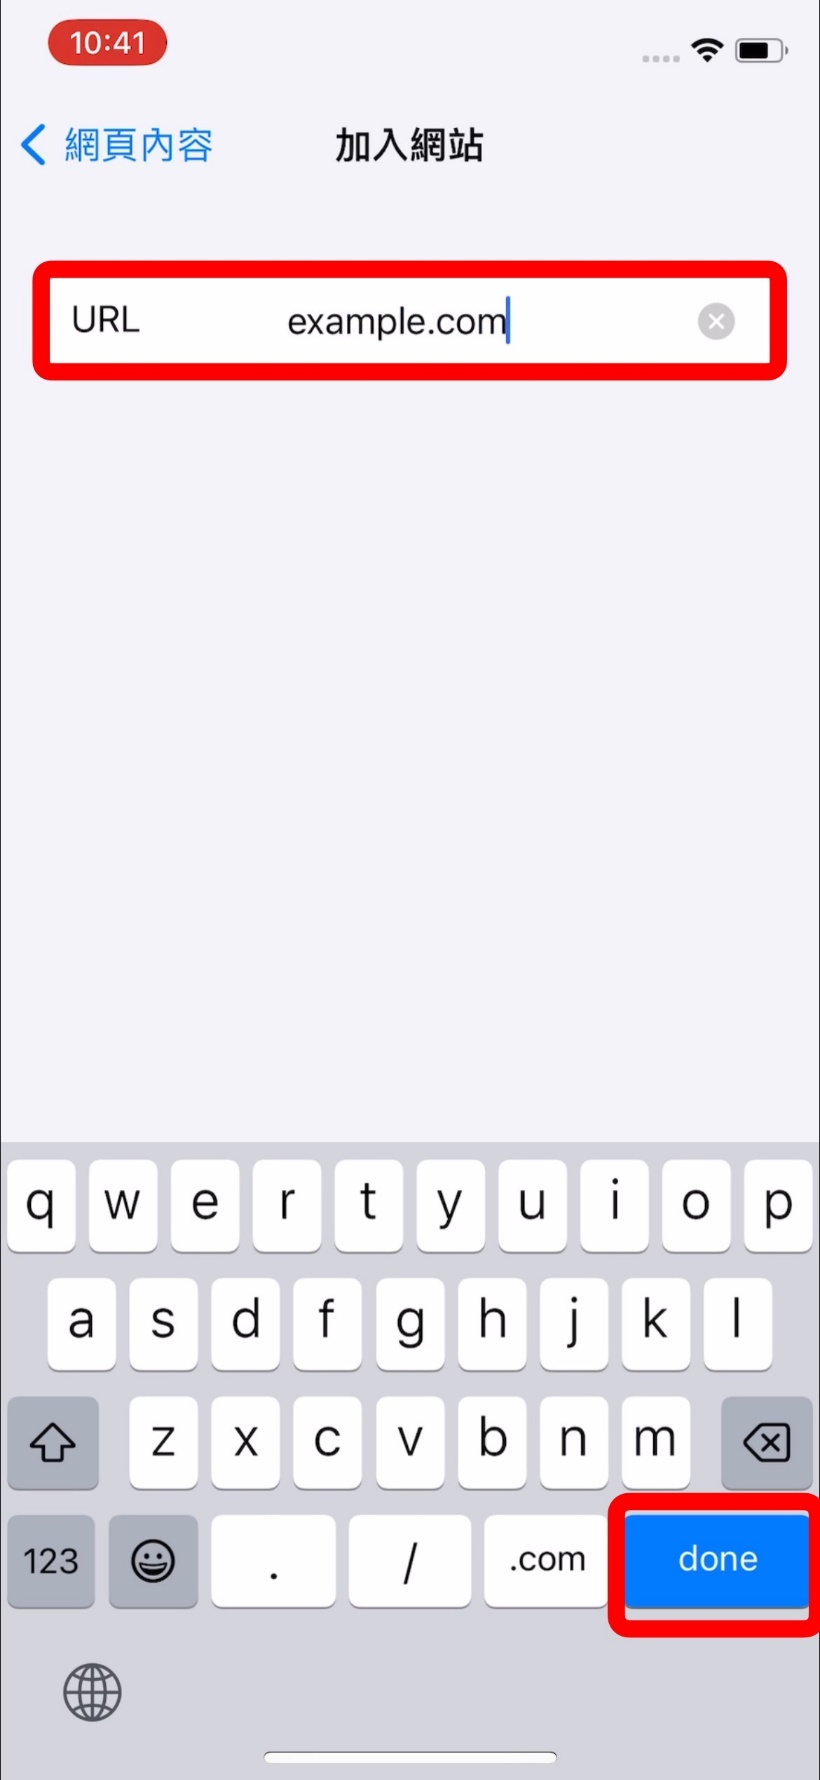 10:41
網頁內容
加入網站
URL example.com
q w e r t y u i o p
a s d f g h j k l
z x c v b n m
123 . / .com done